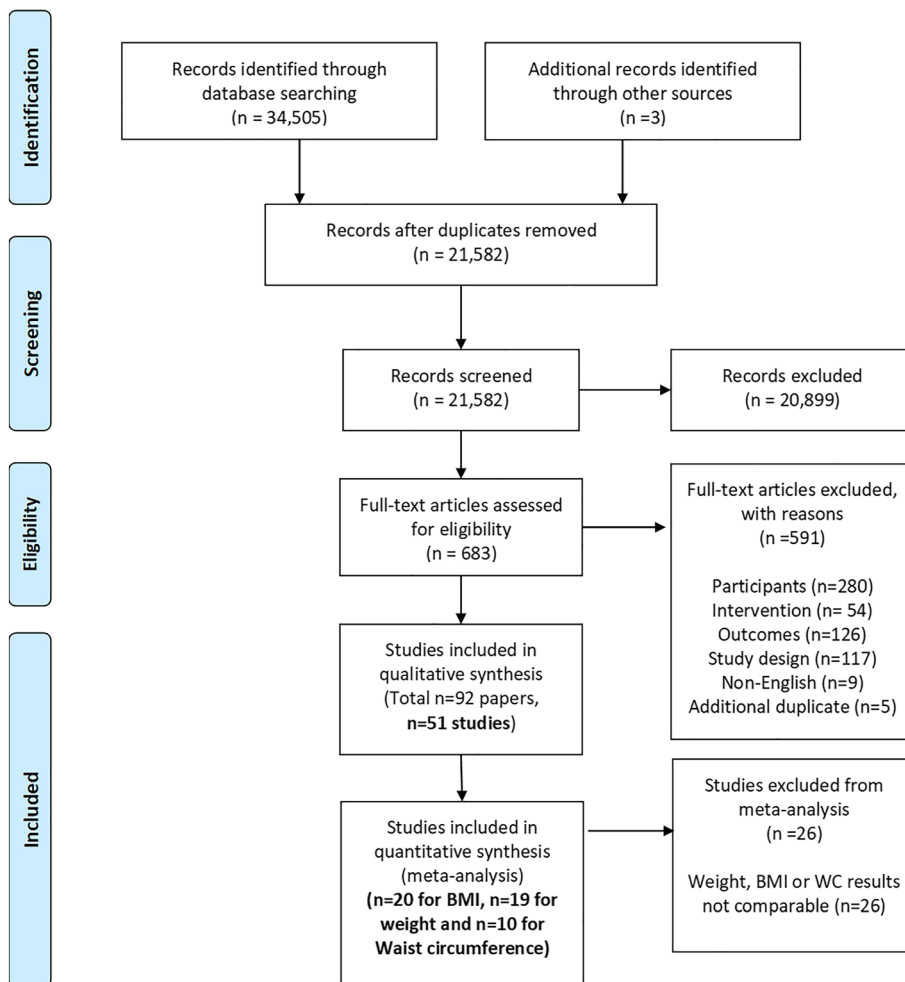 Identification
Records identified through
database searching
(n = 34,505)
Additional records identified
through other sources
(n =3)
Records after duplicates removed
(n = 21,582)
Screening
Records screened
(n = 21,582)
Records excluded
(n = 20,899)
Eligibility
Full-text articles assessed
for eligibility
(n = 683)
Full-text articles excluded,
with reasons
(n =591)
Participants (n=280)
Intervention (n= 54)
Outcomes (n=126)
Study design (n=117)
Non-English (n=9)
Additional duplicate (n=5)
Included
Studies included in
qualitative synthesis
(Total n=92 papers,
n=51 studies)
Studies included in
quantitative synthesis
(meta-analysis)
(n=20 for BMI, n=19 for
weight and n=10 for
Waist circumference)
Studies excluded from
meta-analysis
(n =26)
Weight, BMI or WC results
not comparable (n=26)